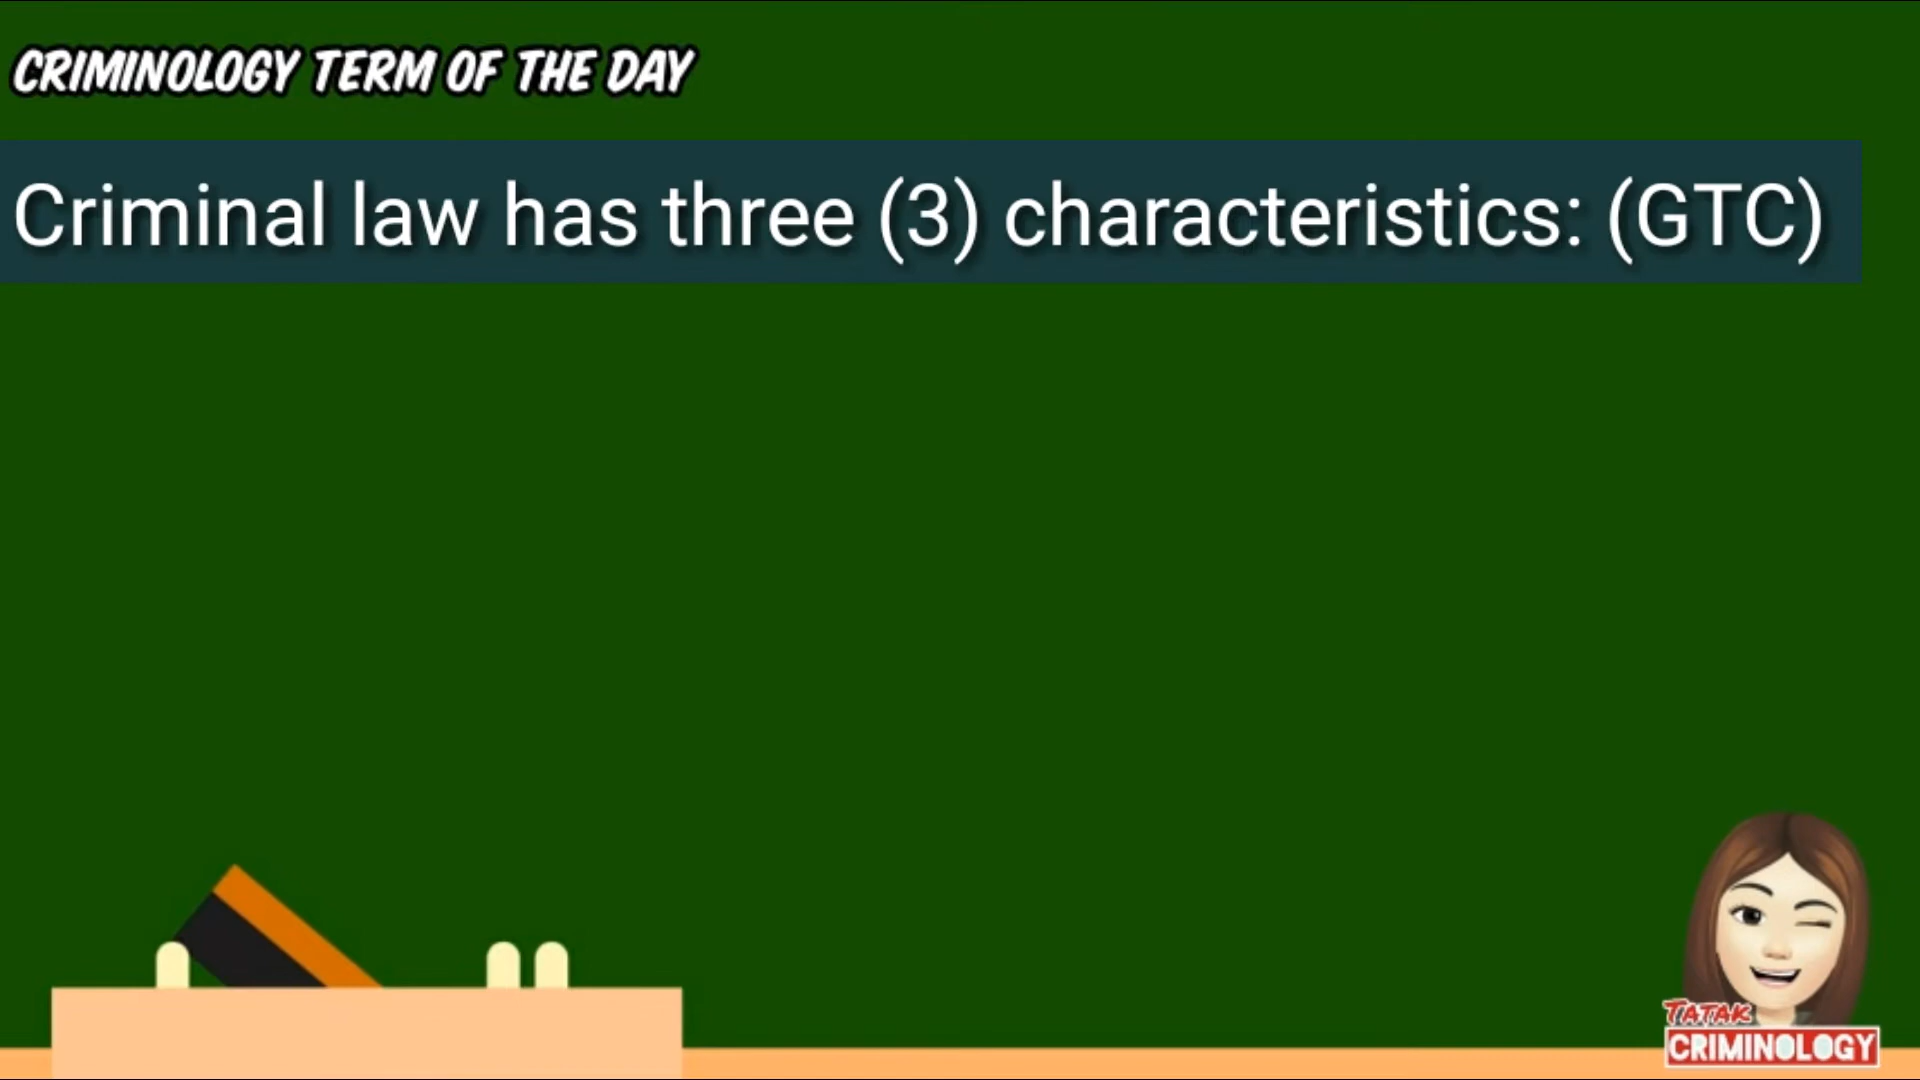 CRIMINOLOGY TERM OF THE DAY
Criminal law has three (3) characteristics: (GTC)
TATAK
CRIMINOLOGY